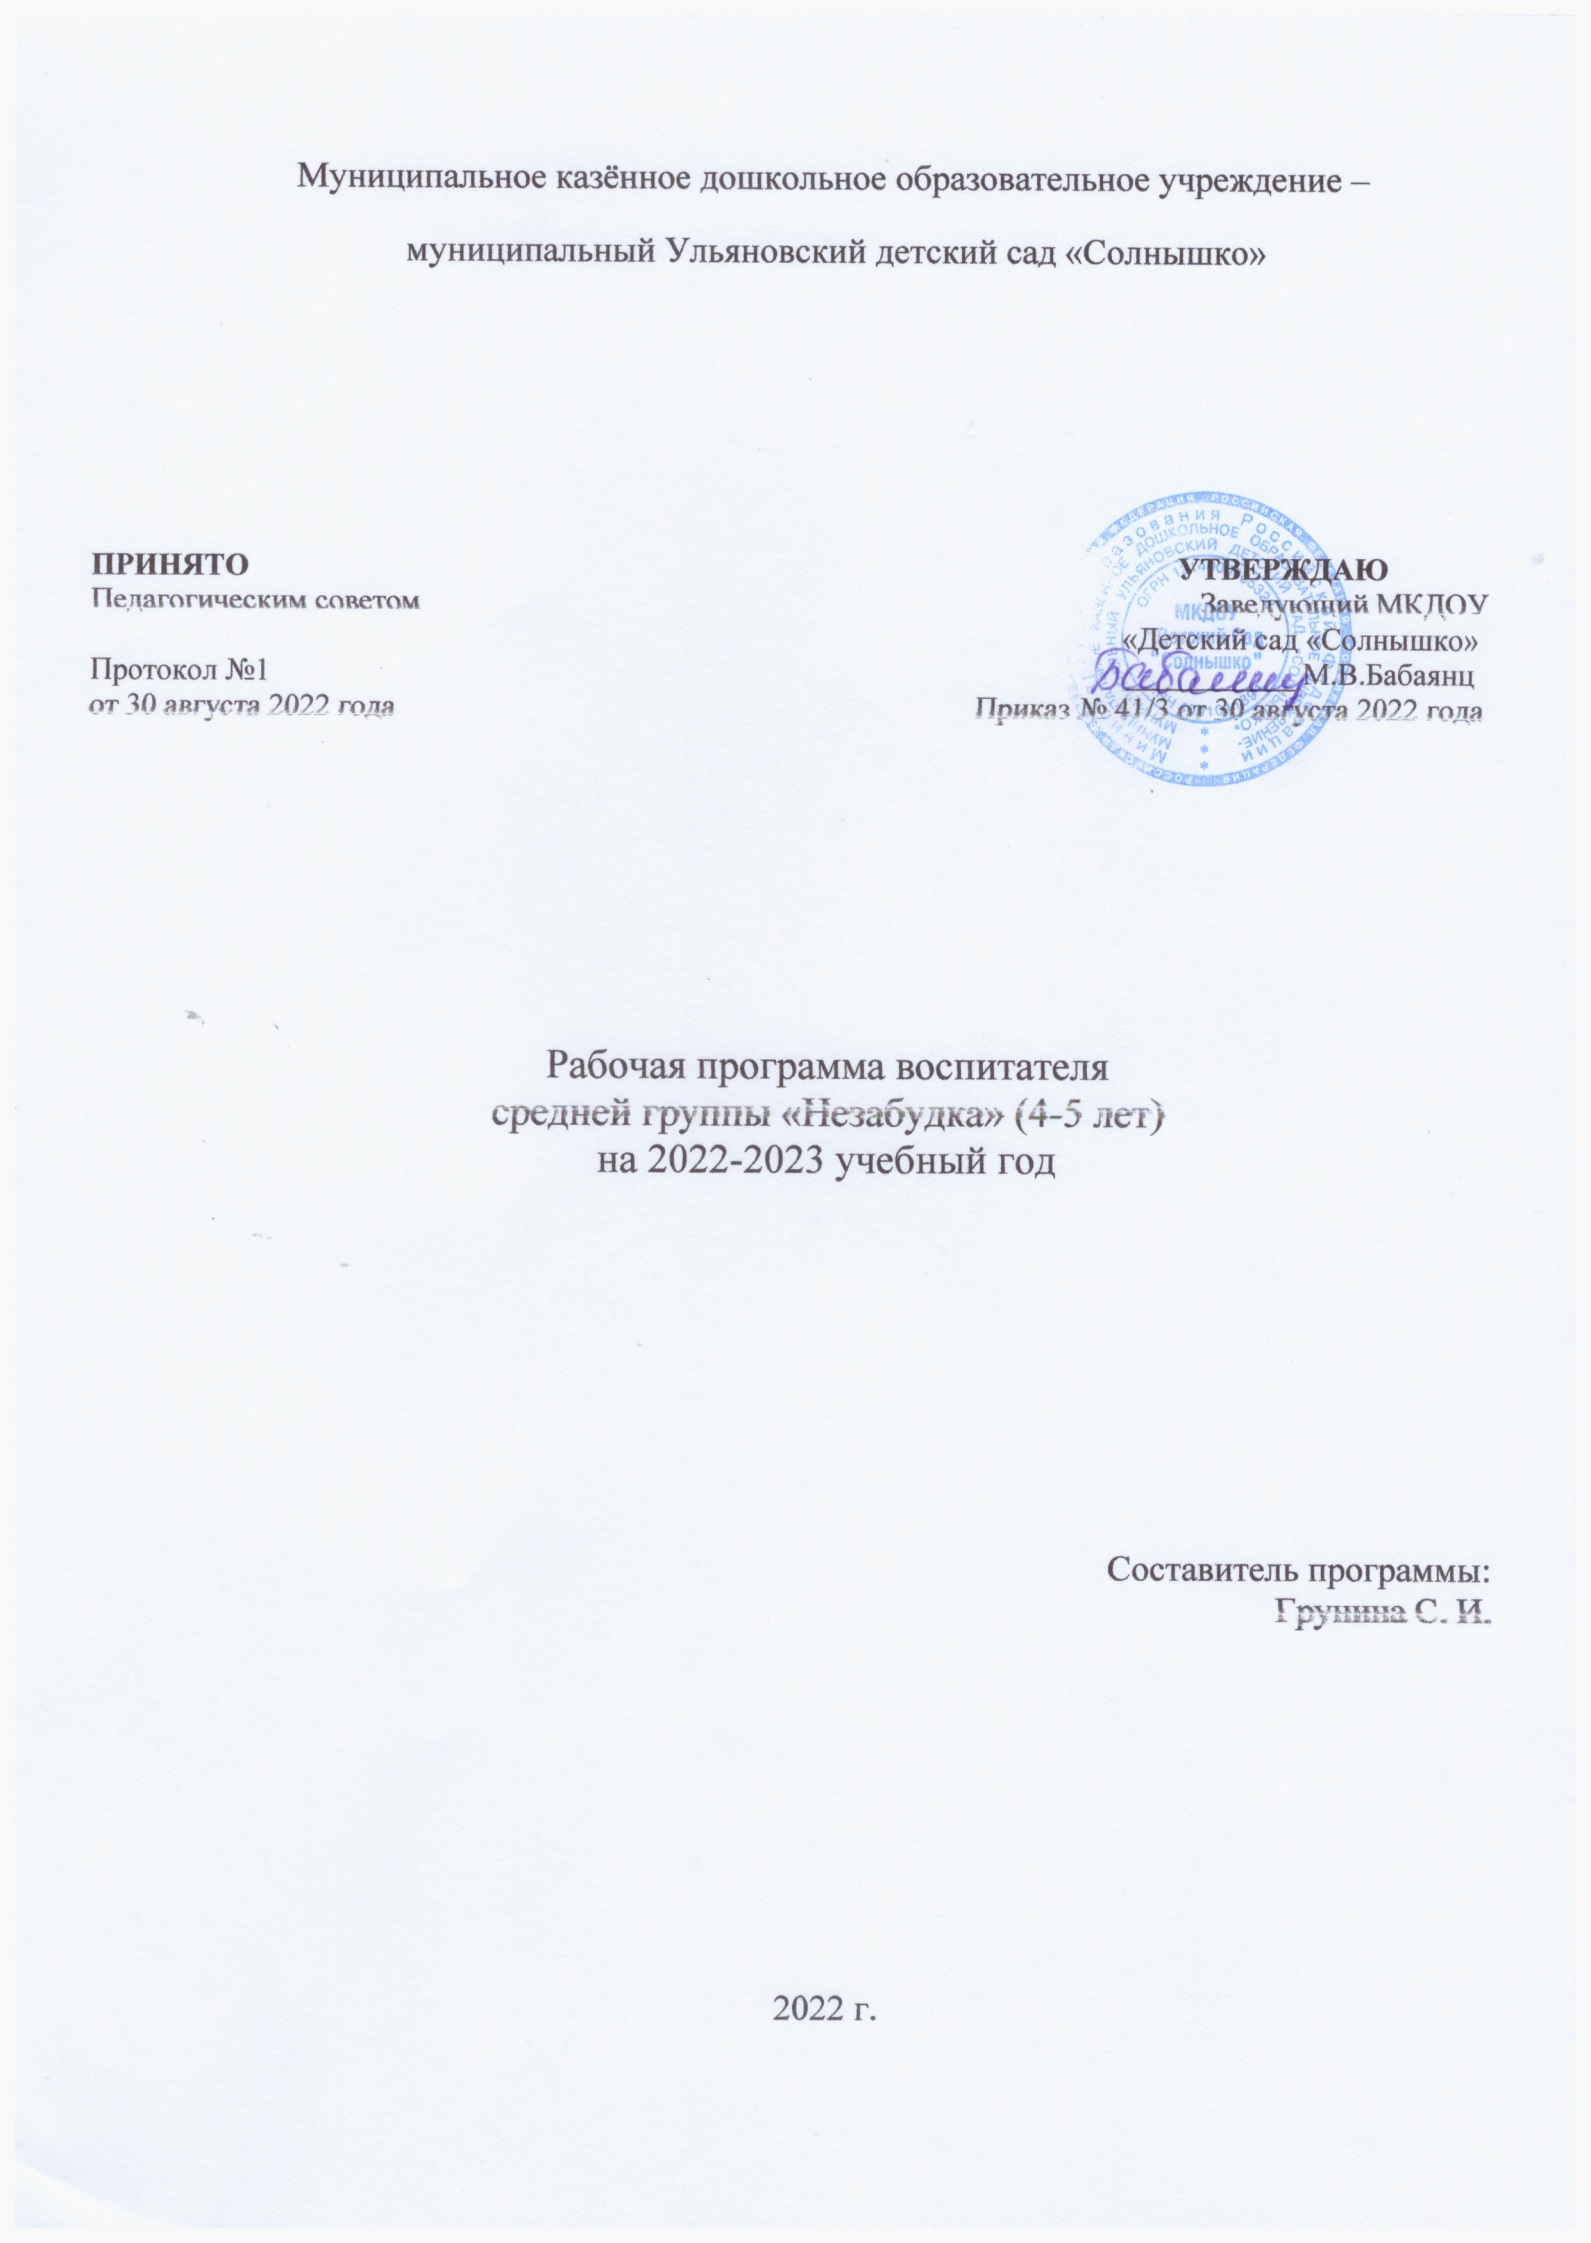 Муниципальное казённое дошкольное образовательное учреждение –
муниципальный Ульяновский детский сад «Солнышко»
ПРИНЯТО
Педагогическим советом
Протокол №1
от 30 августа 2022 года
УТВЕРЖДАЮ
Заведующий МКДОУ
«Детский сад «Солнышко»
М.В.Бабаянц
Приказ № 41/3 от 30 августа 2022 года
МКДОУ
Рабочая программа воспитателя
средней группы «Незабудка» (4-5 лет)
на 2022-2023 учебный год
Составитель программы:
Грунина С. И.
2022 г.